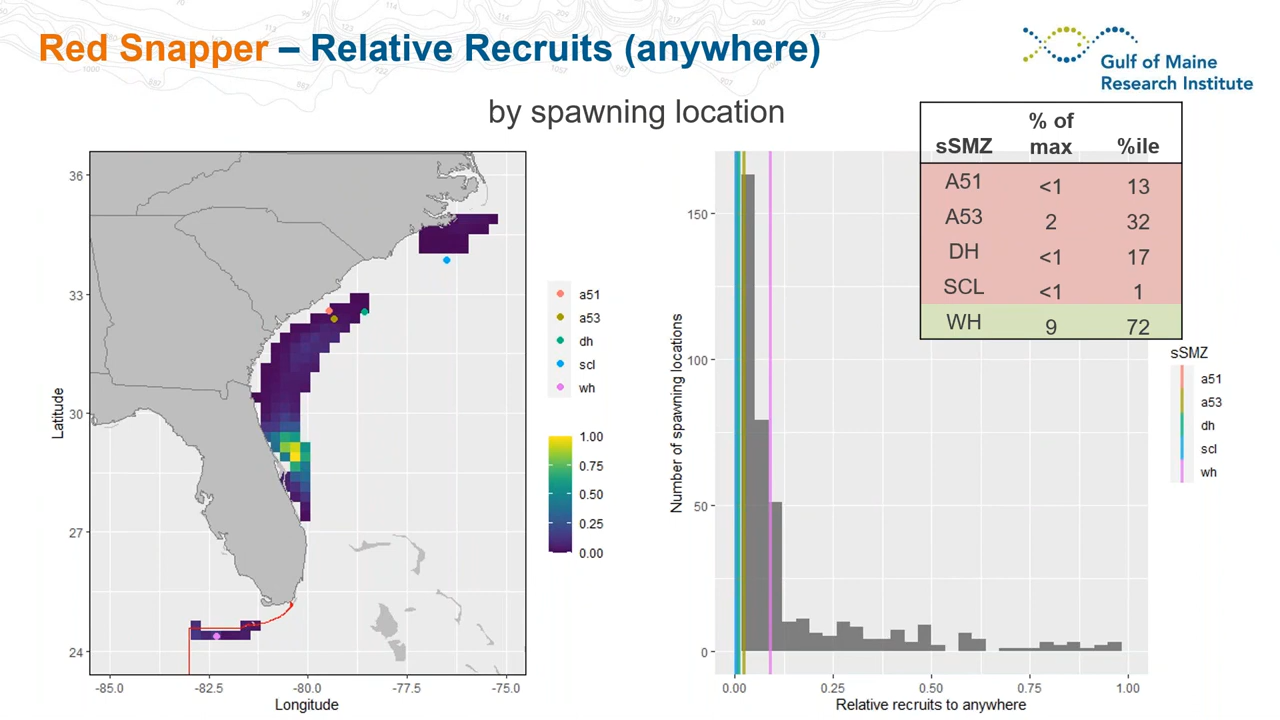 Red Snapper – Relative Recruits (anywhere)
Gulf of Maine
Research Institute
by spawning location
sSMZ % of max %ile
A51 <1 13
A53 2 32
DH <1 17
SCL <1 1
WH 9 72
36
33
30
27
24
Latitude
-85.0 -82.5 -80.0 -77.5 -75.0
Longitude
a51
a53
dh
scl
wh
1.00
0.75
0.50
0.25
0.00
150
100
50
0
Number of spawning locations
0.00 0.25 0.50 0.75 1.00
Relative recruits to anywhere
sSMZ
a51
a53
dh
scl
wh